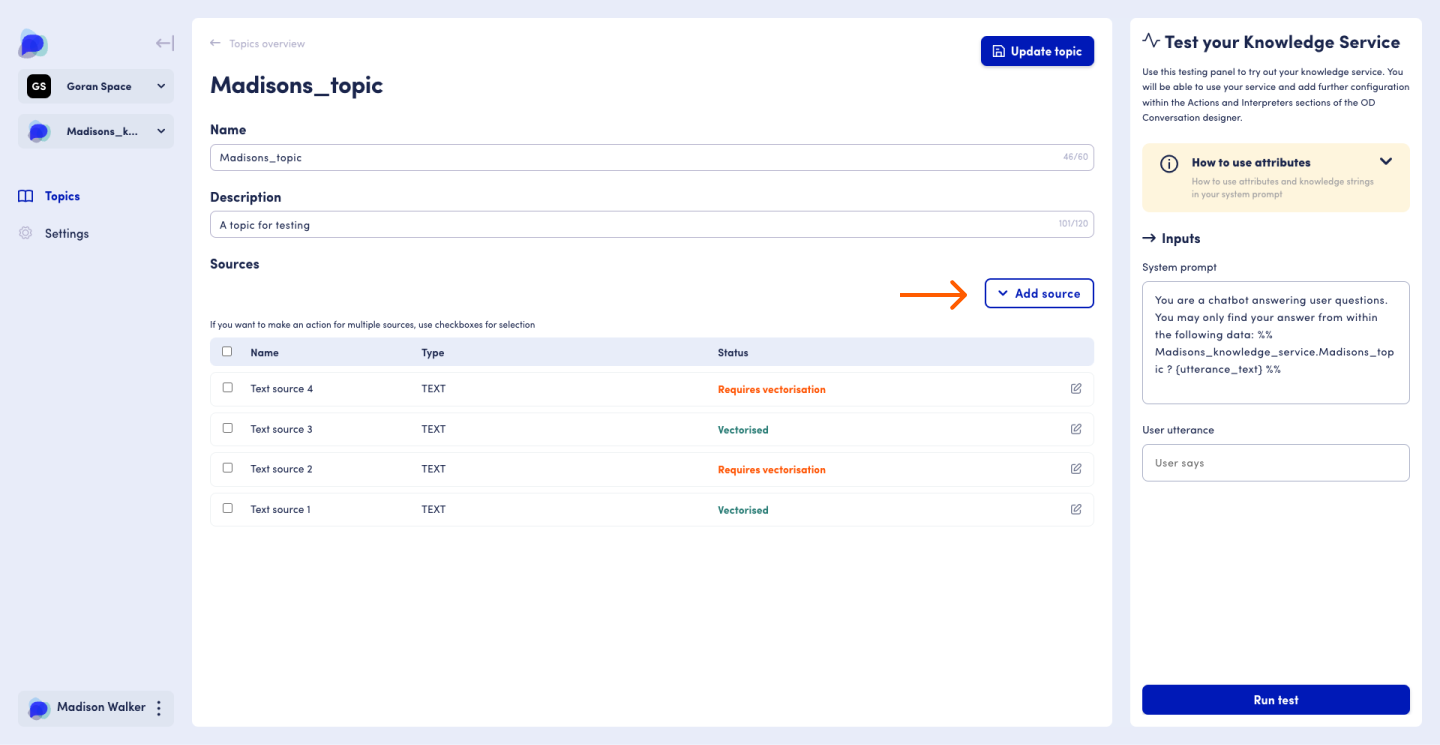 GS
Goran Space
Madisons_k...
Topics
Settings
Madison Walker
Topics overview
Update topic
Madisons_topic
Name
Madisons_topic
46/60
Description
A topic for testing
101/120
Sources
Add source
If you want to make an action for multiple sources, use checkboxes for selection
Name Type Status
Text source 4 TEXT Requires vectorisation
Text source 3 TEXT Vectorised
Text source 2 TEXT Requires vectorisation
Text source 1 TEXT Vectorised
Test your Knowledge Service
Use this testing panel to try out your knowledge service. You
will be able to use your service and add further configuration
within the Actions and Interpreters sections of the OD
Conversation designer.
How to use attributes
How to use attributes and knowledge strings
in your system prompt
Inputs
System prompt
You are a chatbot answering user questions.
You may only find your answer from within
the following data: %%
Madisons_knowledge_service.Madisons_top
ic ? {utterance_text} %%
User utterance
User says
Run test